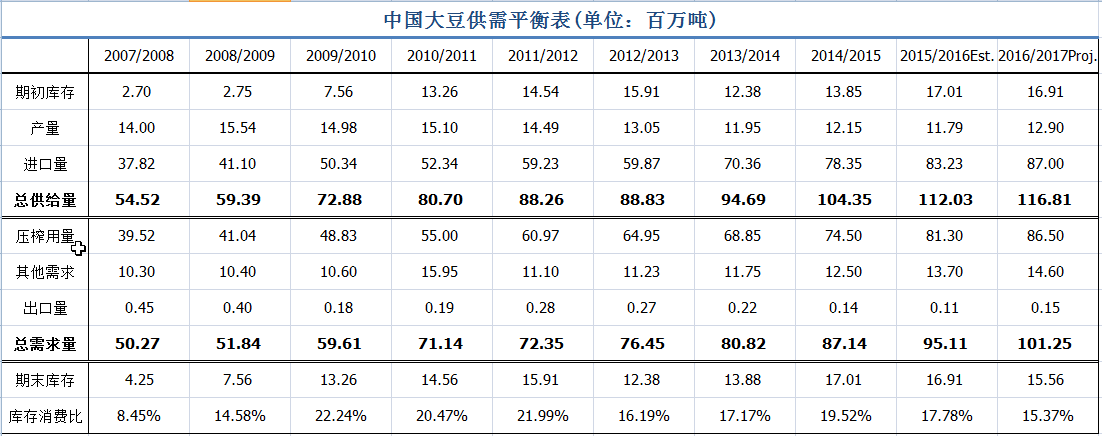 中国大豆供需平衡表(单位：百万吨)
2007/2008 2008/2009 2009/2010 2010/2011 2011/2012 2012/2013 2013/2014 2014/2015 2015/2016Est. 2016/2017Proj.
期初库存 2.70 2.75 7.56 13.26 14.54 15.91 12.38 13.85 17.01 16.91
产量 14.00 15.54 14.98 15.10 14.49 13.05 11.95 12.15 11.79 12.90
进口量 37.82 41.10 50.34 52.34 59.23 59.87 70.36 78.35 83.23 87.00
总供给量 54.52 59.39 72.88 80.70 88.26 88.83 94.69 104.35 112.03 116.81
压榨用量 39.52 41.04 48.83 55.00 60.97 64.95 68.85 74.50 81.30 86.50
其他需求 10.30 10.40 10.60 15.95 11.10 11.23 11.75 12.50 13.70 14.60
出口量 0.45 0.40 0.18 0.19 0.28 0.27 0.22 0.14 0.11 0.15
总需求量 50.27 51.84 59.61 71.14 72.35 76.45 80.82 87.14 95.11 101.25
期末库存 4.25 7.56 13.26 14.56 15.91 12.38 13.88 17.01 16.91 15.56
库存消费比 8.45% 14.58% 22.24% 20.47% 21.99% 16.19% 17.17% 19.52% 17.78% 15.37%